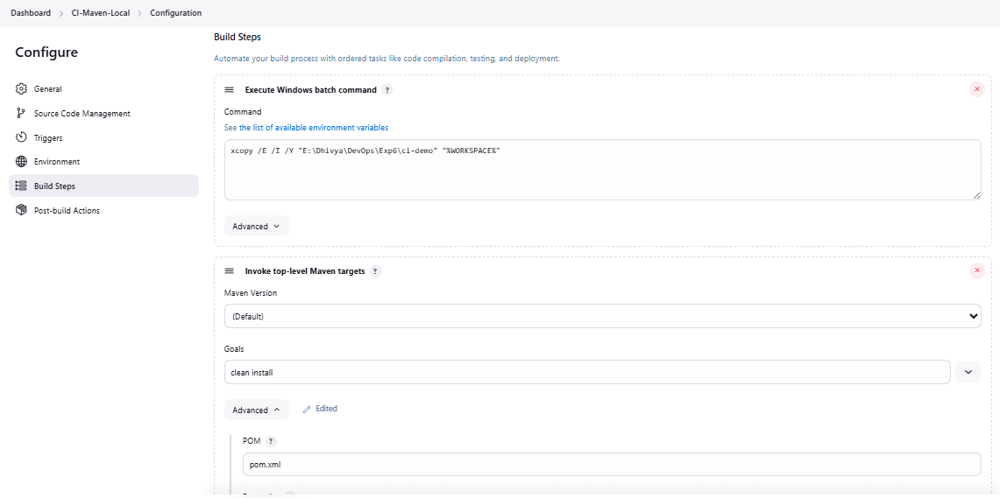 Dashboard > CI-Maven-Local > Configuration
Configure
General
Source Code Management
Triggers
Environment
Build Steps
Post-build Actions
Build Steps
Automate your build process with ordered tasks like code compilation, testing, and deployment.
Execute Windows batch command ?
Command
See the list of available environment variables
xcopy /E /I /Y "E:\Dhivya\DevOps\Exp6\ci-demo" "%WORKSPACE%"
Advanced
Invoke top-level Maven targets ?
Maven Version
(Default)
Goals
clean install
Advanced
Edited
POM ?
pom.xml